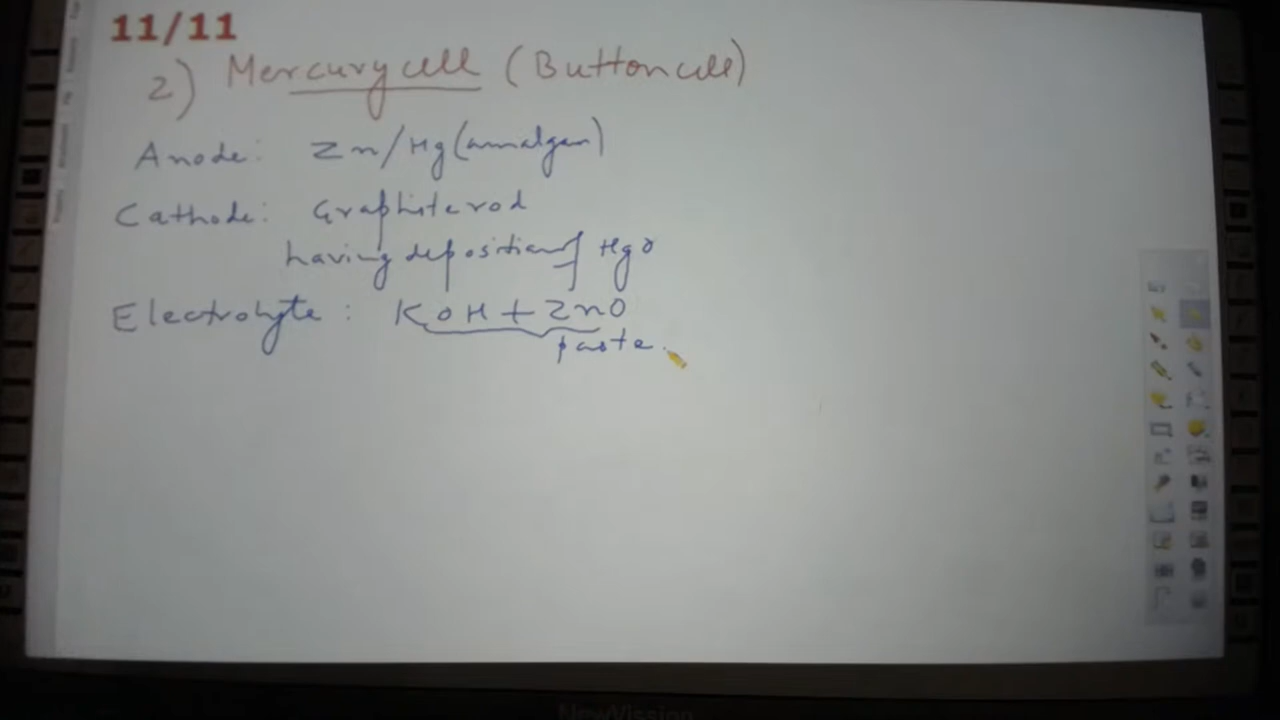 11/11
2) Mercury cell (Button cell)
Anode: Zn/Hg (amalgam)
Cathode: Graphite rod
having deposition of HgO
Electrolyte: KOH + ZnO
paste.
NewVission